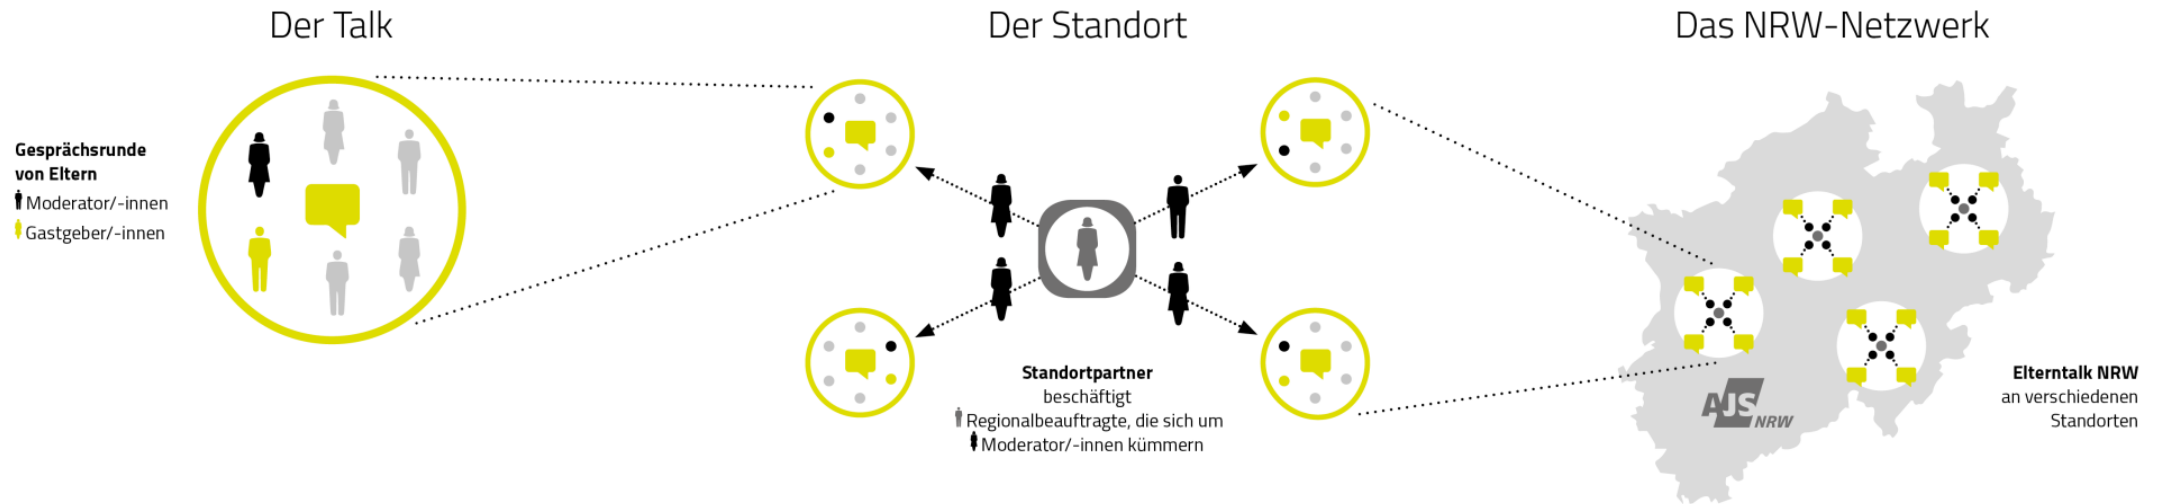 Der Talk
Der Standort
Das NRW-Netzwerk
Gesprächsrunde
von Eltern
Moderator/-innen
Gastgeber/-innen
Standortpartner
beschäftigt
Regionalbeauftragte, die sich um
Moderator/-innen kümmern
AJS
NRW
Elterntalk NRW
an verschiedenen
Standorten